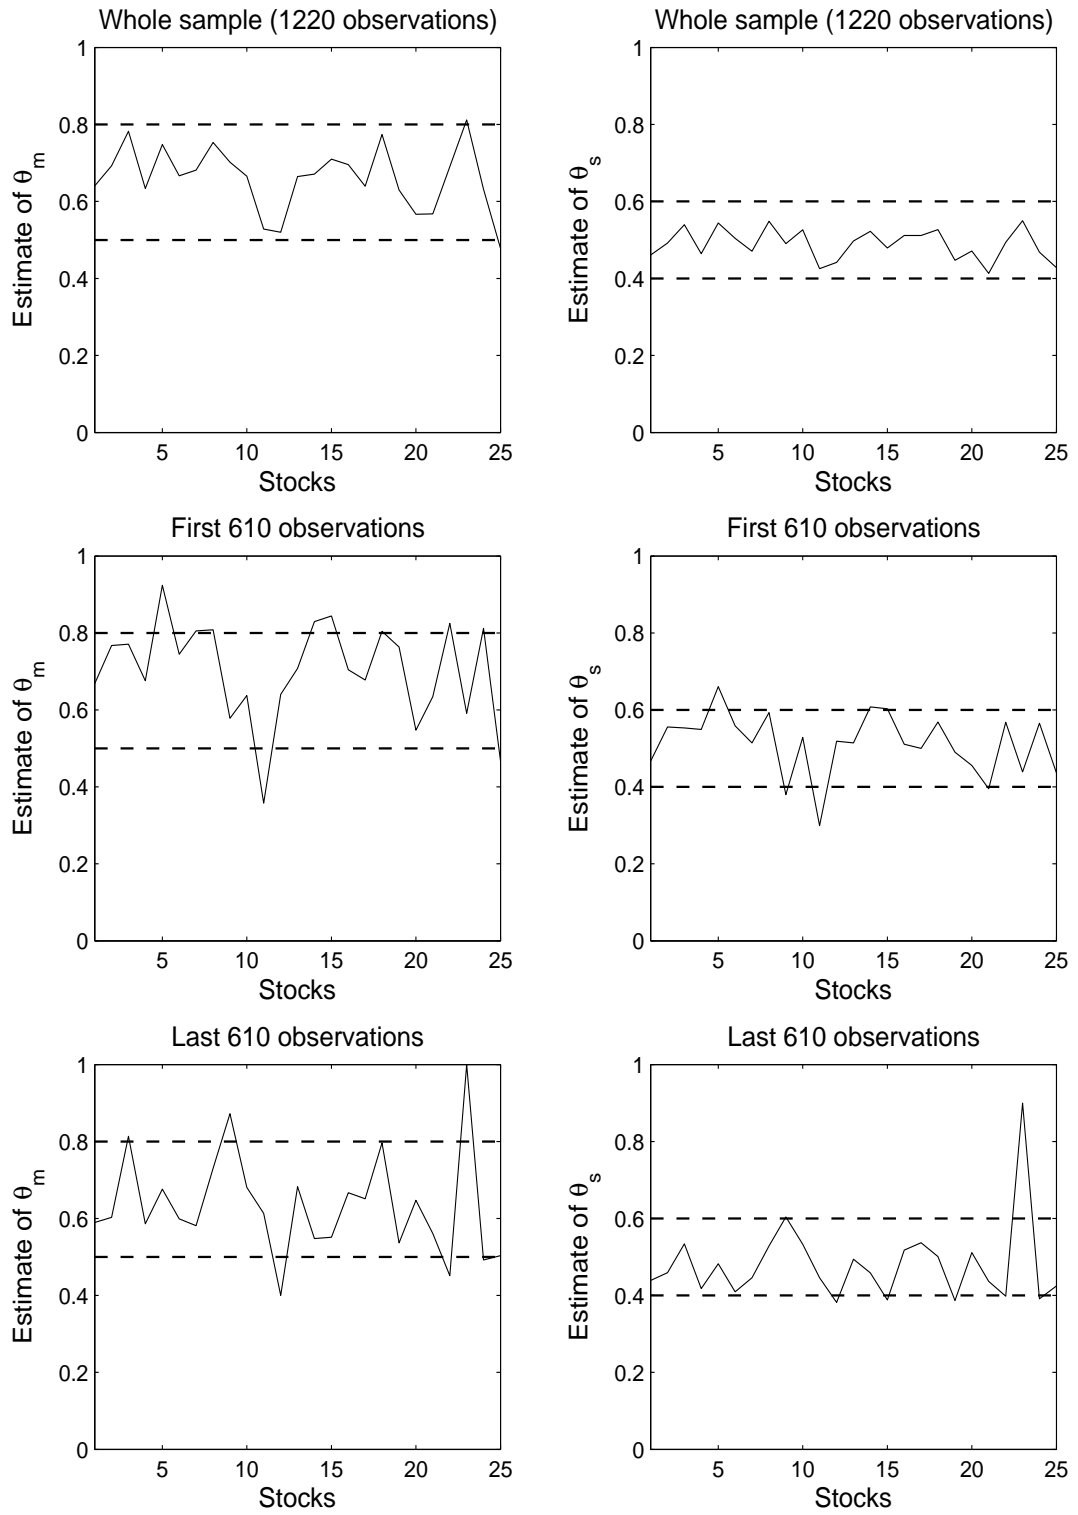 Whole sample (1220 observations)
1
0.8
0.6
0.4
0.2
0
5 10 15 20 25
Estimate of θm
Stocks
Whole sample (1220 observations)
1
0.8
0.6
0.4
0.2
0
5 10 15 20 25
Estimate of θs
Stocks
First 610 observations
1
0.8
0.6
0.4
0.2
0
5 10 15 20 25
Estimate of θm
Stocks
First 610 observations
1
0.8
0.6
0.4
0.2
0
5 10 15 20 25
Estimate of θs
Stocks
Last 610 observations
1
0.8
0.6
0.4
0.2
0
5 10 15 20 25
Estimate of θm
Stocks
Last 610 observations
1
0.8
0.6
0.4
0.2
0
5 10 15 20 25
Estimate of θs
Stocks